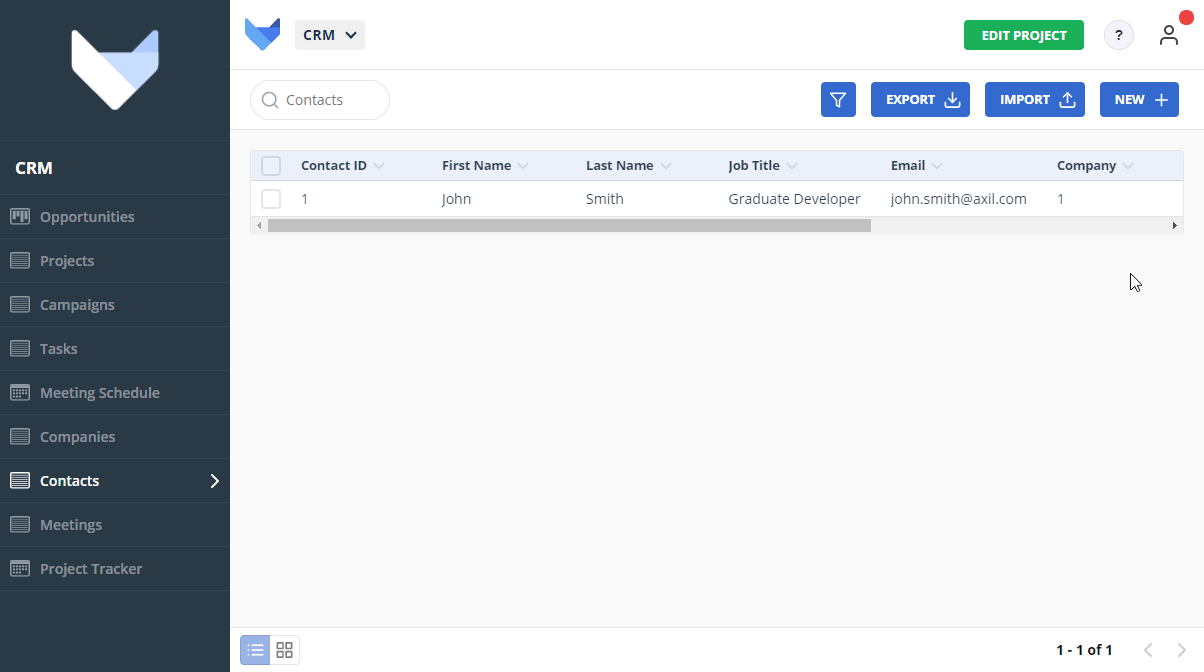 CRM
Opportunities
Projects
Campaigns
Tasks
Meeting Schedule
Companies
Contacts
Meetings
Project Tracker
CRM
EDIT PROJECT
?
Contacts
EXPORT
IMPORT
NEW
Contact ID First Name Last Name Job Title Email Company
1 John Smith Graduate Developer john.smith@axil.com 1
1 - 1 of 1